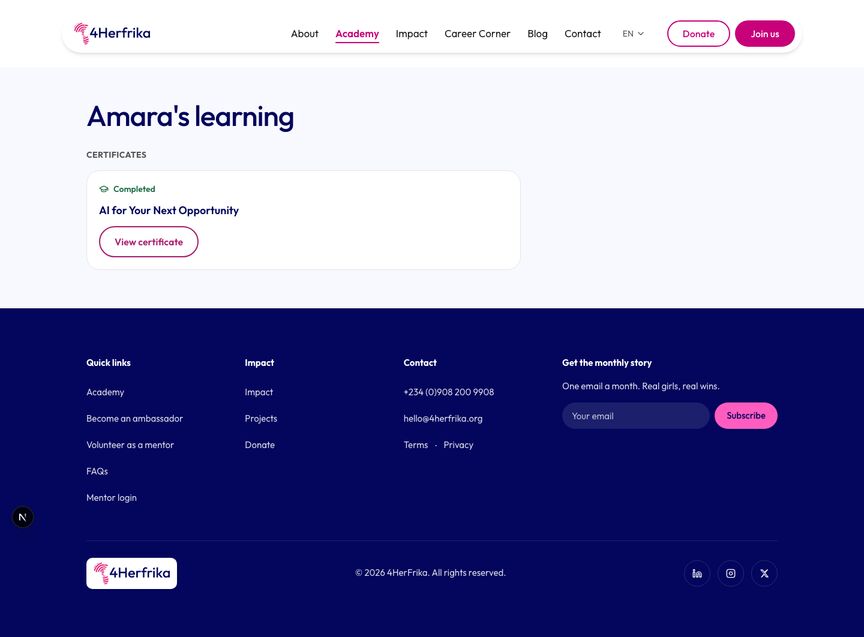 4Herfrika
About
Academy
Impact
Career Corner
Blog
Contact
EN
Donate
Join us
Amara's learning
CERTIFICATES
Completed
AI for Your Next Opportunity
View certificate
Quick links
Academy
Become an ambassador
Volunteer as a mentor
FAQs
Mentor login
Impact
Impact
Projects
Donate
Contact
+234 (0)908 200 9908
hello@4herfrika.org
Terms · Privacy
Get the monthly story
One email a month. Real girls, real wins.
Your email
Subscribe
N
4Herfrika
© 2026 4HerFrika. All rights reserved.
in
X